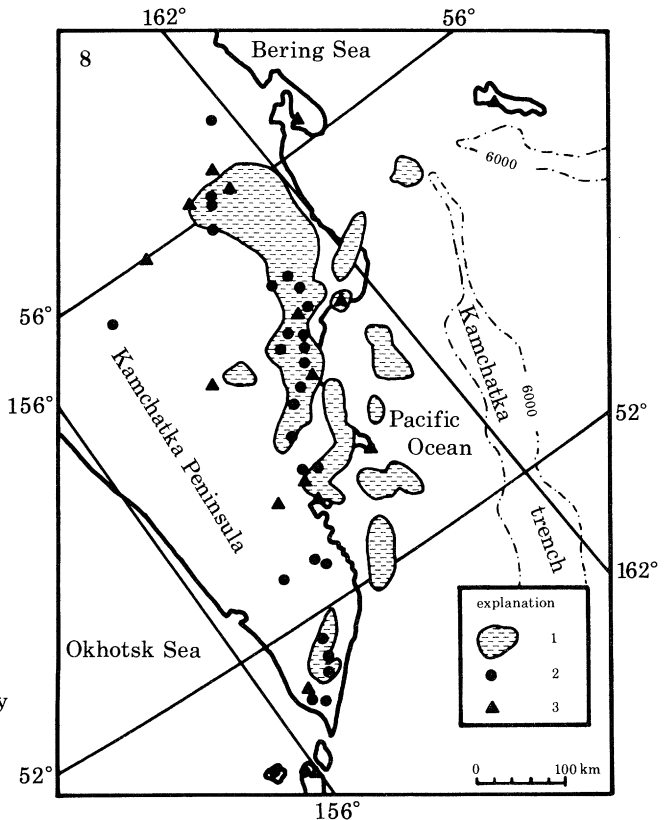 162°
56°
8
Bering Sea
6000
56°
156°
Kamchatka
Kamchatka Peninsula
6000
52°
Pacific
Ocean
trench
162°
explanation
1
2
3
Okhotsk Sea
y
52°
0 100 km
156°